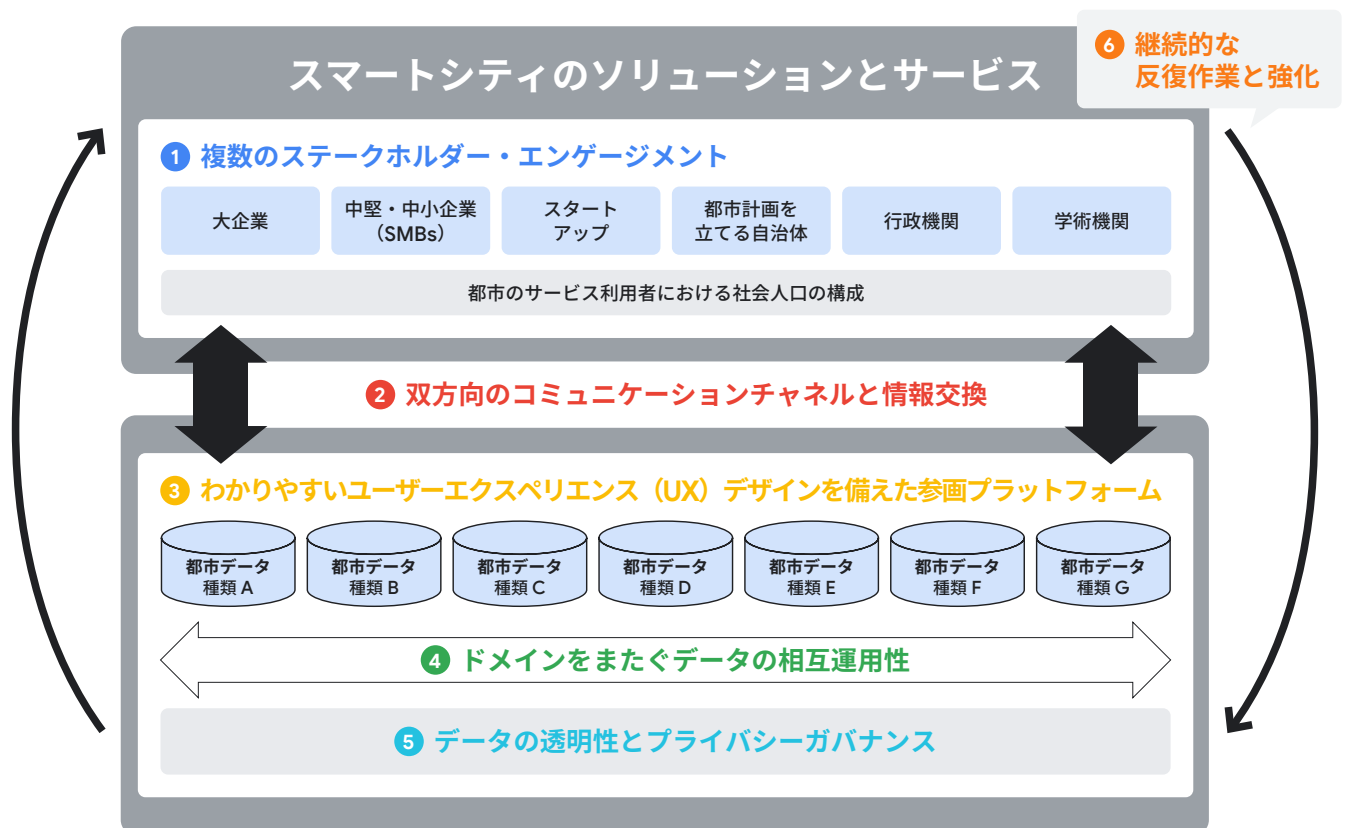 スマートシティのソリューションとサービス
6 継続的な
反復作業と強化
1 複数のステークホルダー・エンゲージメント
大企業
中堅・中小企業
（SMBs）
スタート
アップ
都市計画を
立てる自治体
行政機関
学術機関
都市のサービス利用者における社会人口の構成
2 双方向のコミュニケーションチャネルと情報交換
3 わかりやすいユーザーエクスペリエンス（UX）デザインを備えた参画プラットフォーム
都市データ
種類 A
都市データ
種類 B
都市データ
種類 C
都市データ
種類 D
都市データ
種類 E
都市データ
種類 F
都市データ
種類 G
4 ドメインをまたぐデータの相互運用性
5 データの透明性とプライバシーガバナンス